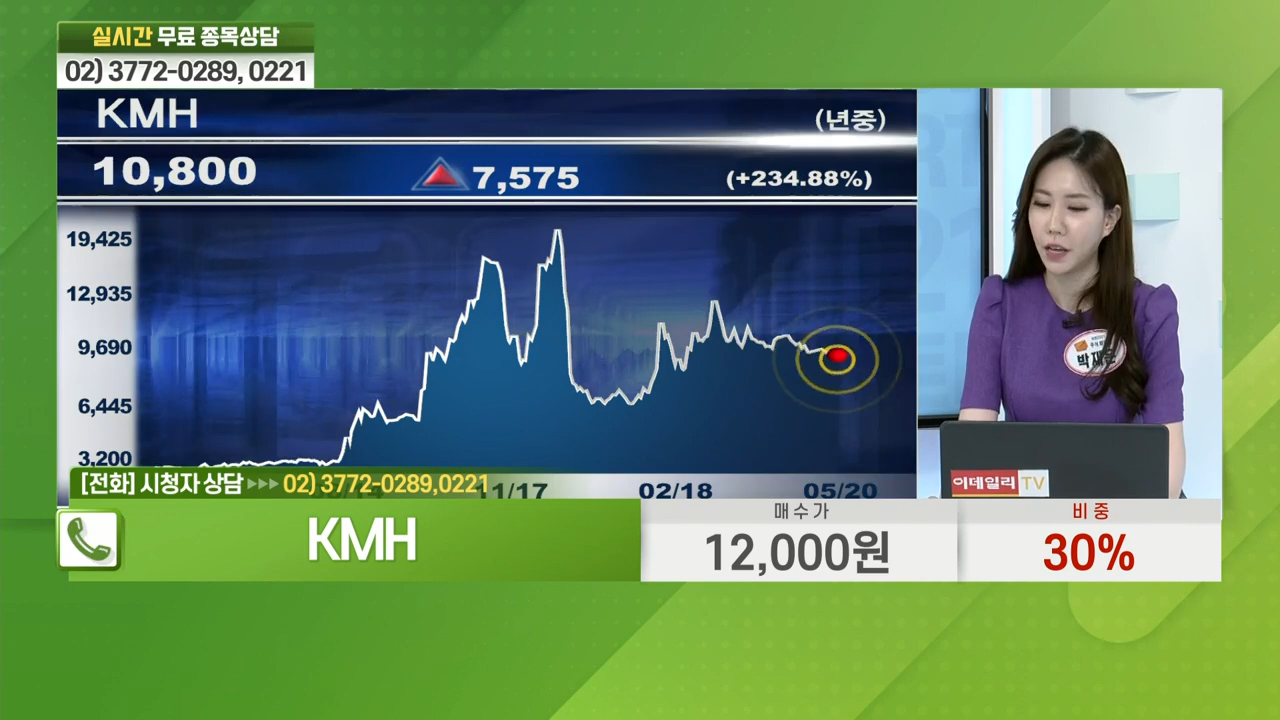 실시간 무료 종목상담
02) 3772-0289, 0221
KMH
(년중)
10,800
7,575
(+234.88%)
19,425
12,935
9,690
6,445
3,200
11/17
02/18
05/20
[전화] 시청자 상담 ▷▷▷ 02) 3772-0289,0221
이데일리 TV
KMH
매수가
12,000원
비중
30%